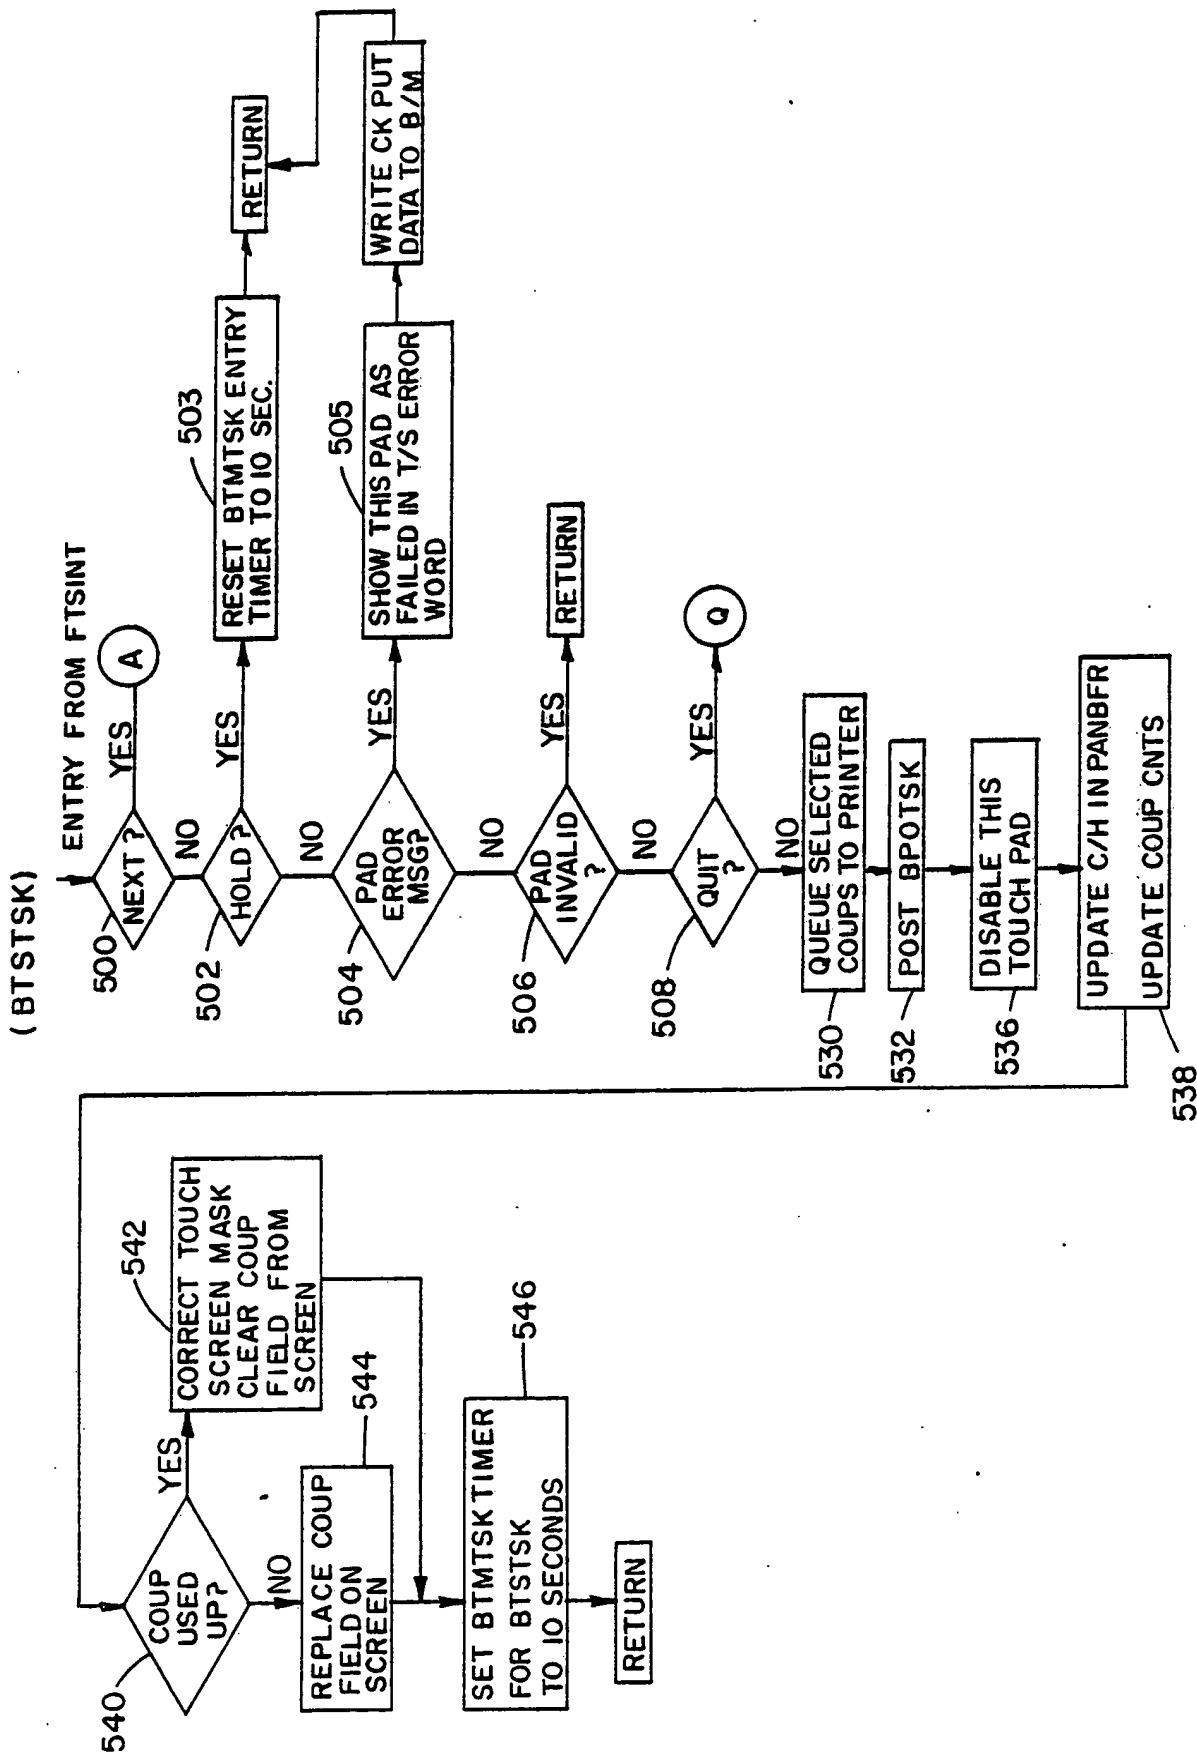 (BTSTSK)
ENTRY FROM FTSINT
500
NEXT ?
YES
A
NO
502
HOLD ?
YES
503
RESET BTMTSK ENTRY
TIMER TO 10 SEC.
RETURN
NO
504
PAD
ERROR
MSG?
YES
505
SHOW THIS PAD AS
FAILED IN T/S ERROR
WORD
WRITE CK PUT
DATA TO B/M
NO
506
PAD
INVALID
?
YES
RETURN
NO
508
QUIT
?
YES
Q
NO
QUEUE SELECTED
COUPS TO PRINTER
530
POST BPOTSK
532
DISABLE THIS
TOUCH PAD
536
UPDATE C/H IN PANBFR
UPDATE COUP CNTS
538
540
COUP
USED
UP?
YES
542
CORRECT TOUCH
SCREEN MASK
CLEAR COUP
FIELD FROM
SCREEN
NO
544
REPLACE COUP
FIELD ON
SCREEN
546
SET BTMTSK TIMER
FOR BTSTSK
TO 10 SECONDS
RETURN